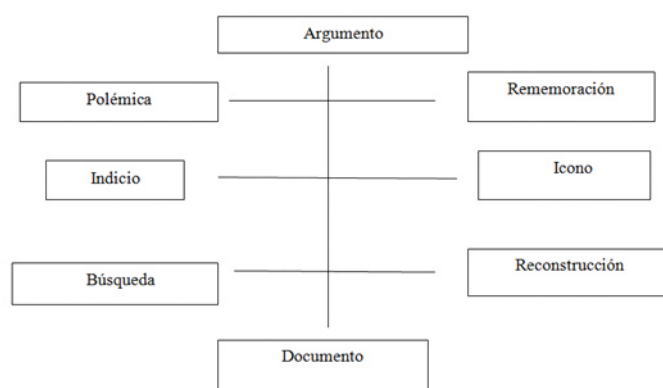 Argumento
Polémica
Rememoración
Indicio
Icono
Búsqueda
Reconstrucción
Documento